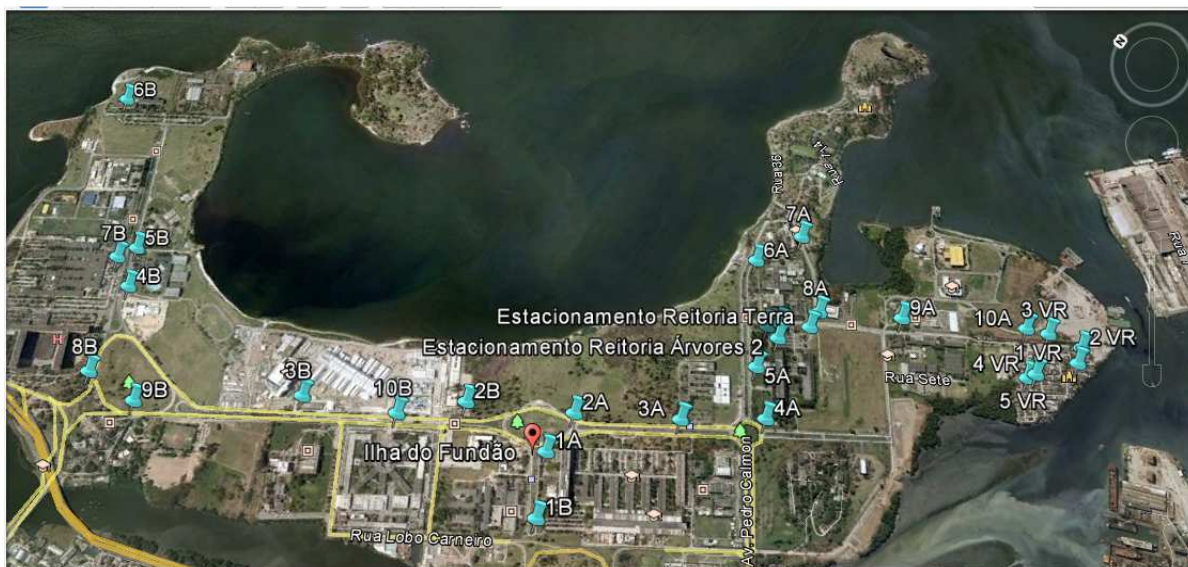 N
6B
Rua 36
Rua 114
7A
7B
5B
6A
4B
8A
9A
Estacionamento Reitoria Terra
10A
3 VR
Estacionamento Reitoria Árvores 2
1 VR
2 VR
H
8B
4 VR
5A
Rua Sete
3B
9B
10B
2B
2A
3A
4A
5 VR
Ilha do Fundão
1A
Av. Pedro Calmon
1B
Rua Lobo Carneiro